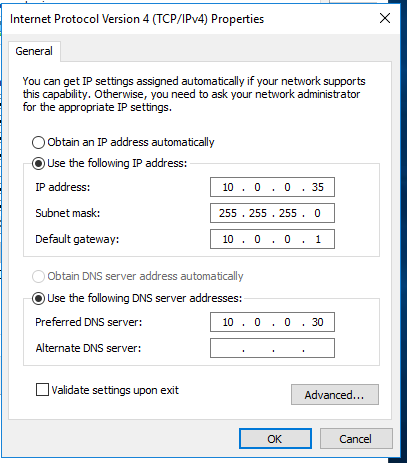 Internet Protocol Version 4 (TCP/IPv4) Properties
General
You can get IP settings assigned automatically if your network supports
this capability. Otherwise, you need to ask your network administrator
for the appropriate IP settings.
Obtain an IP address automatically
Use the following IP address:
IP address: 10 . 0 . 0 . 35
Subnet mask: 255 . 255 . 255 . 0
Default gateway: 10 . 0 . 0 . 1
Obtain DNS server address automatically
Use the following DNS server addresses:
Preferred DNS server: 10 . 0 . 0 . 30
Alternate DNS server: . . .
Validate settings upon exit
Advanced...
OK Cancel